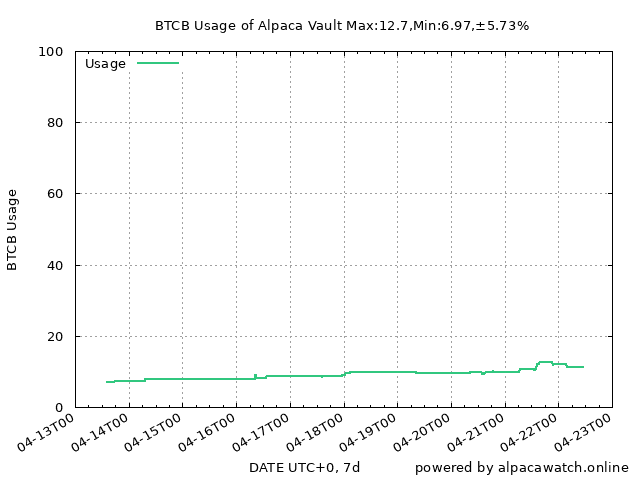 BTCB Usage of Alpaca Vault Max:12.7,Min:6.97,±5.73%
Usage
BTCB Usage
100
80
60
40
20
0
04-13T00
04-14T00
04-15T00
04-16T00
04-17T00
04-18T00
04-19T00
04-20T00
04-21T00
04-22T00
04-23T00
DATE UTC+0, 7d
powered by alpacawatch.online